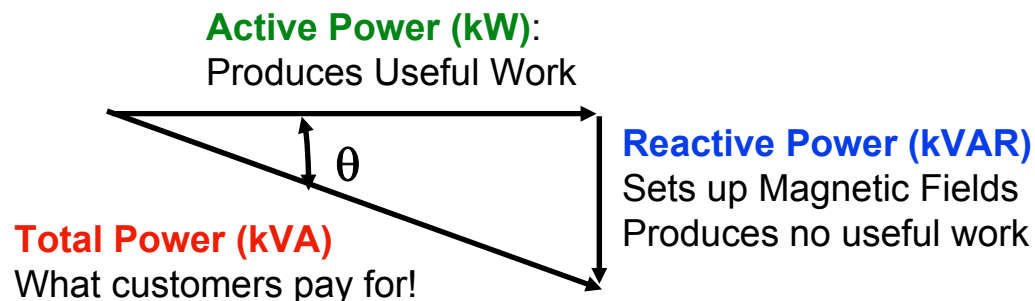 Active Power (kW):
Produces Useful Work
θ
Reactive Power (kVAR)
Sets up Magnetic Fields
Produces no useful work
Total Power (kVA)
What customers pay for!